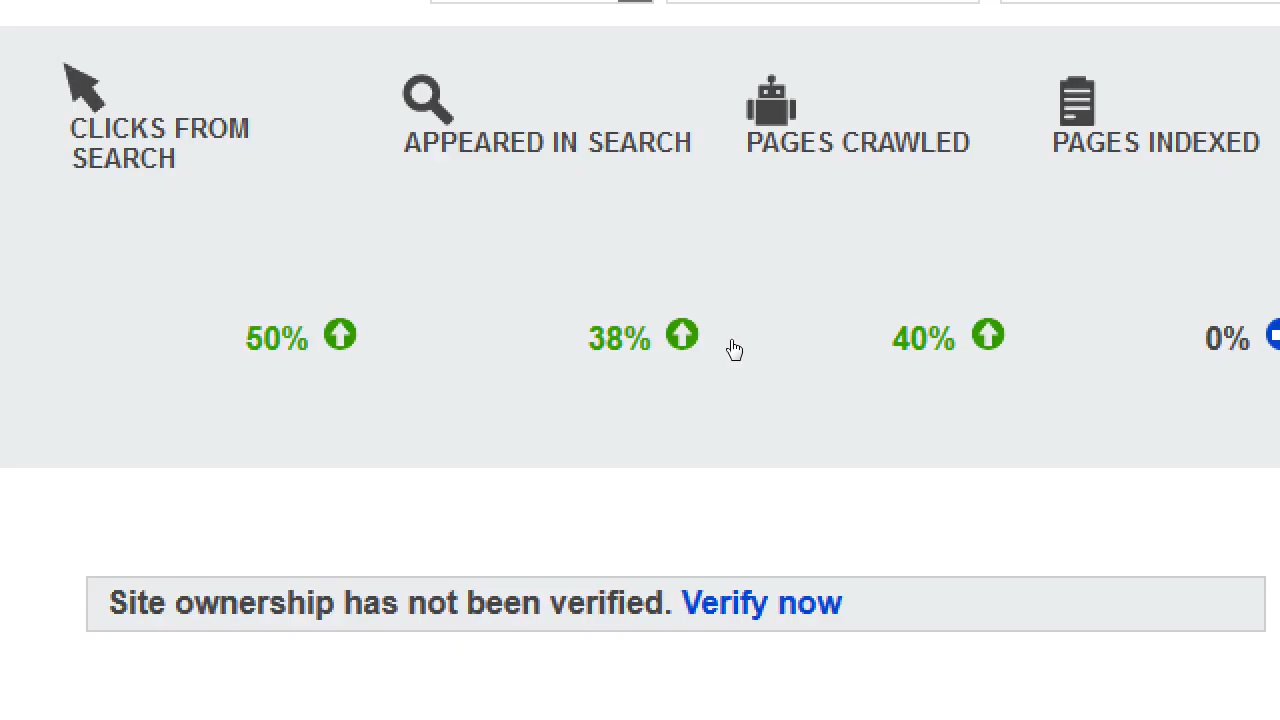 CLICKS FROM
SEARCH
APPEARED IN SEARCH
PAGES CRAWLED
PAGES INDEXED
50%
38%
40%
0%
Site ownership has not been verified. Verify now